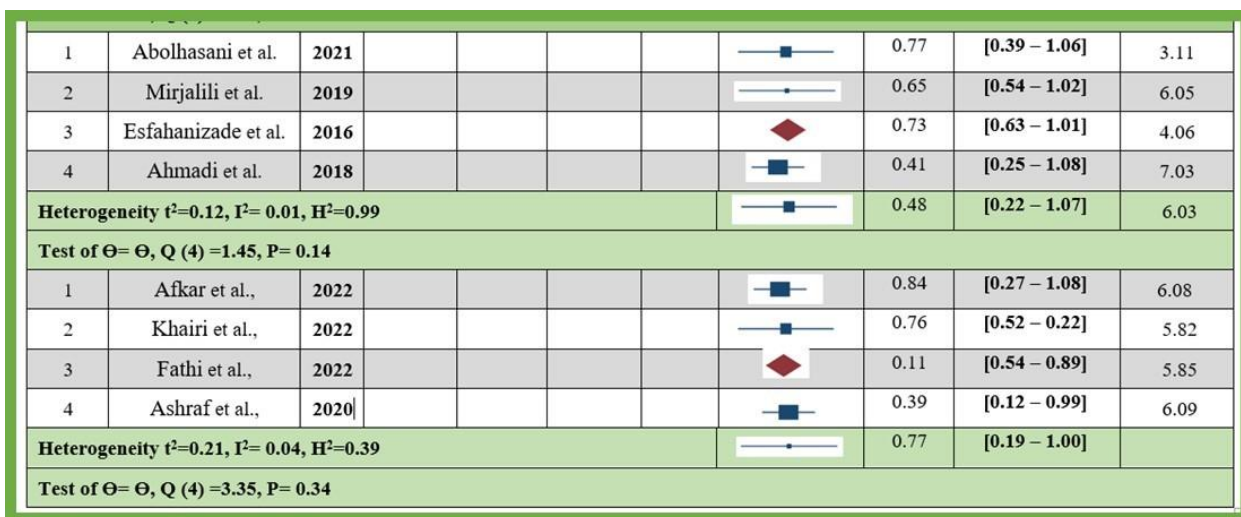 1 Abolhasani et al. 2021 0.77 [0.39 – 1.06] 3.11
2 Mirjalili et al. 2019 0.65 [0.54 – 1.02] 6.05
3 Esfahanizade et al. 2016 0.73 [0.63 – 1.01] 4.06
4 Ahmadi et al. 2018 0.41 [0.25 – 1.08] 7.03
Heterogeneity t²=0.12, I²= 0.01, H²=0.99 0.48 [0.22 – 1.07] 6.03
Test of Ɵ= Ɵ, Q (4) =1.45, P= 0.14
1 Afkar et al., 2022 0.84 [0.27 – 1.08] 6.08
2 Khairi et al., 2022 0.76 [0.52 – 0.22] 5.82
3 Fathi et al., 2022 0.11 [0.54 – 0.89] 5.85
4 Ashraf et al., 2020 0.39 [0.12 – 0.99] 6.09
Heterogeneity t²=0.21, I²= 0.04, H²=0.39 0.77 [0.19 – 1.00]
Test of Ɵ= Ɵ, Q (4) =3.35, P= 0.34